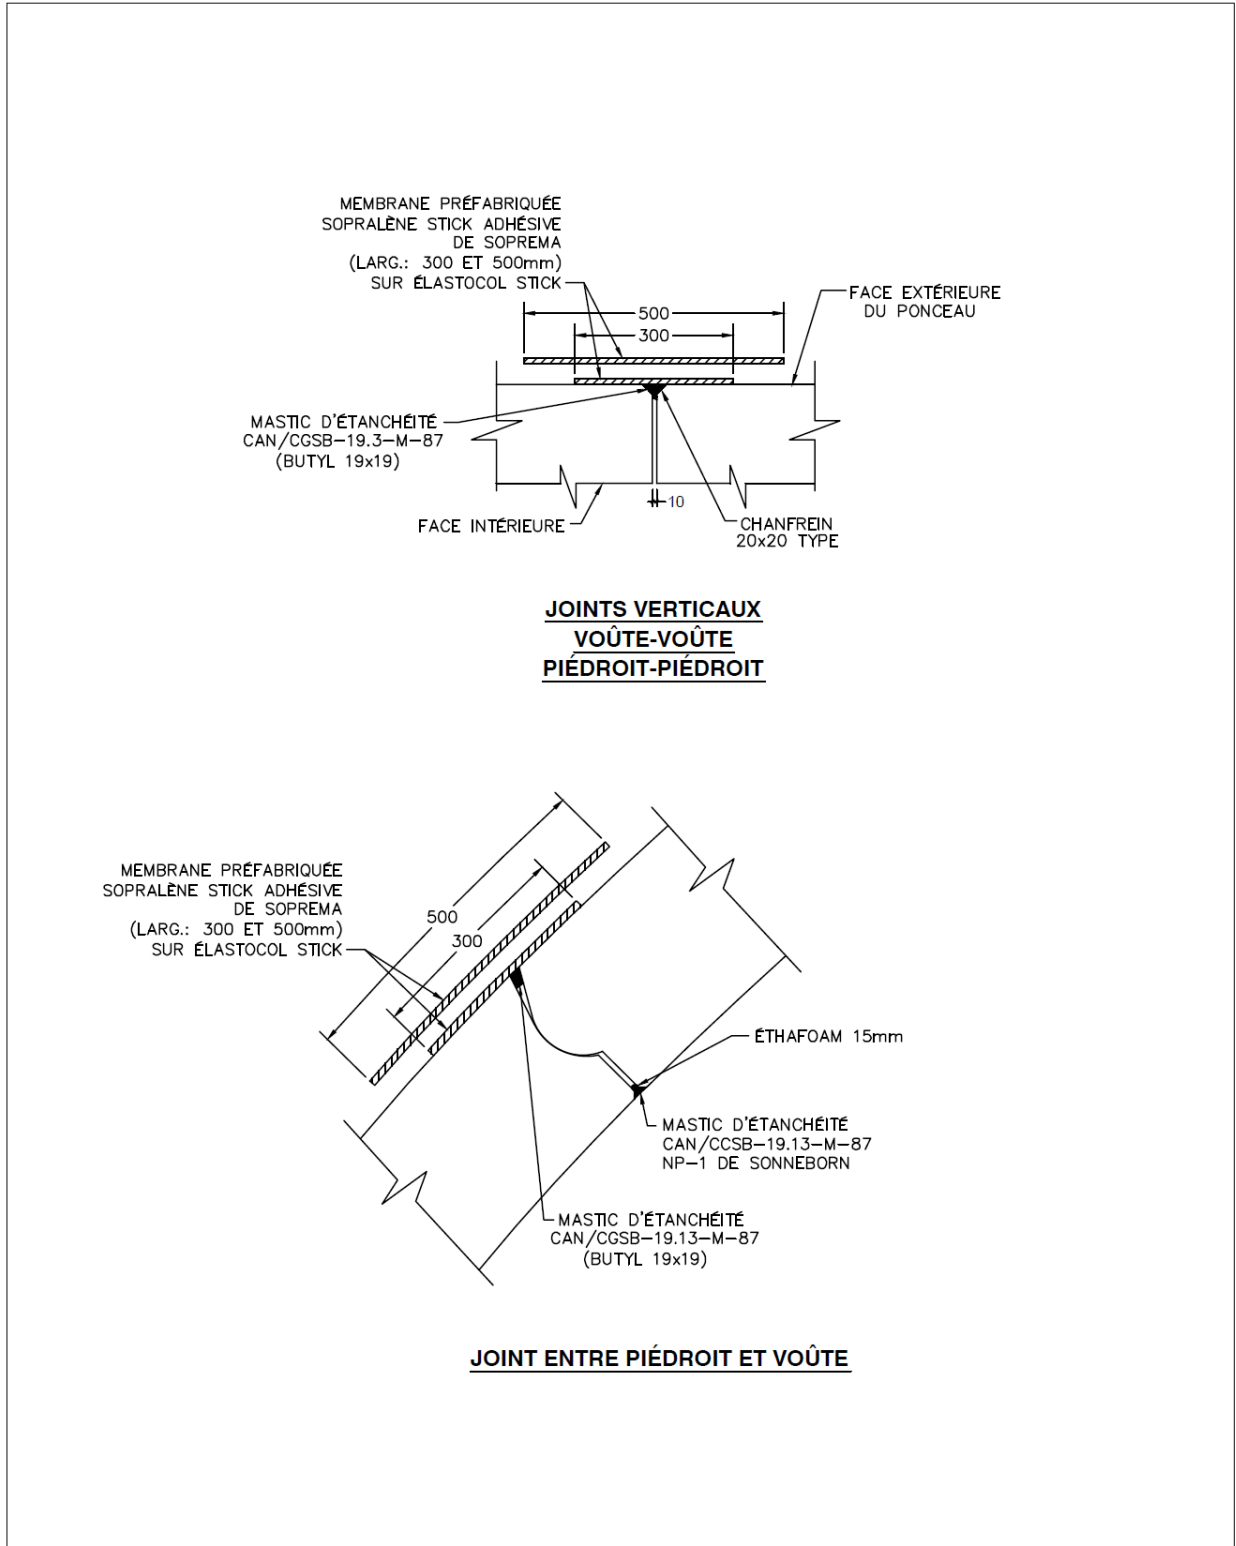 MEMBRANE PRÉFABRIQUÉE
SOPRALÈNE STICK ADHÉSIVE
DE SOPREMA
(LARG.: 300 ET 500mm)
SUR ÉLASTOCOL STICK
500
300
FACE EXTÉRIEURE
DU PONCEAU
MASTIC D'ÉTANCHÉITÉ
CAN/CGSB-19.3-M-87
(BUTYL 19x19)
FACE INTÉRIEURE
10
CHANFREIN
20x20 TYPE
JOINTS VERTICAUX
VOÛTE-VOÛTE
PIÉDROIT-PIÉDROIT
MEMBRANE PRÉFABRIQUÉE
SOPRALÈNE STICK ADHÉSIVE
DE SOPREMA
(LARG.: 300 ET 500mm)
SUR ÉLASTOCOL STICK
500
300
ÉTHAFOAM 15mm
MASTIC D'ÉTANCHÉITÉ
CAN/CCSB-19.13-M-87
NP-1 DE SONNEBORN
MASTIC D'ÉTANCHÉITÉ
CAN/CGSB-19.13-M-87
(BUTYL 19x19)
JOINT ENTRE PIÉDROIT ET VOÛTE